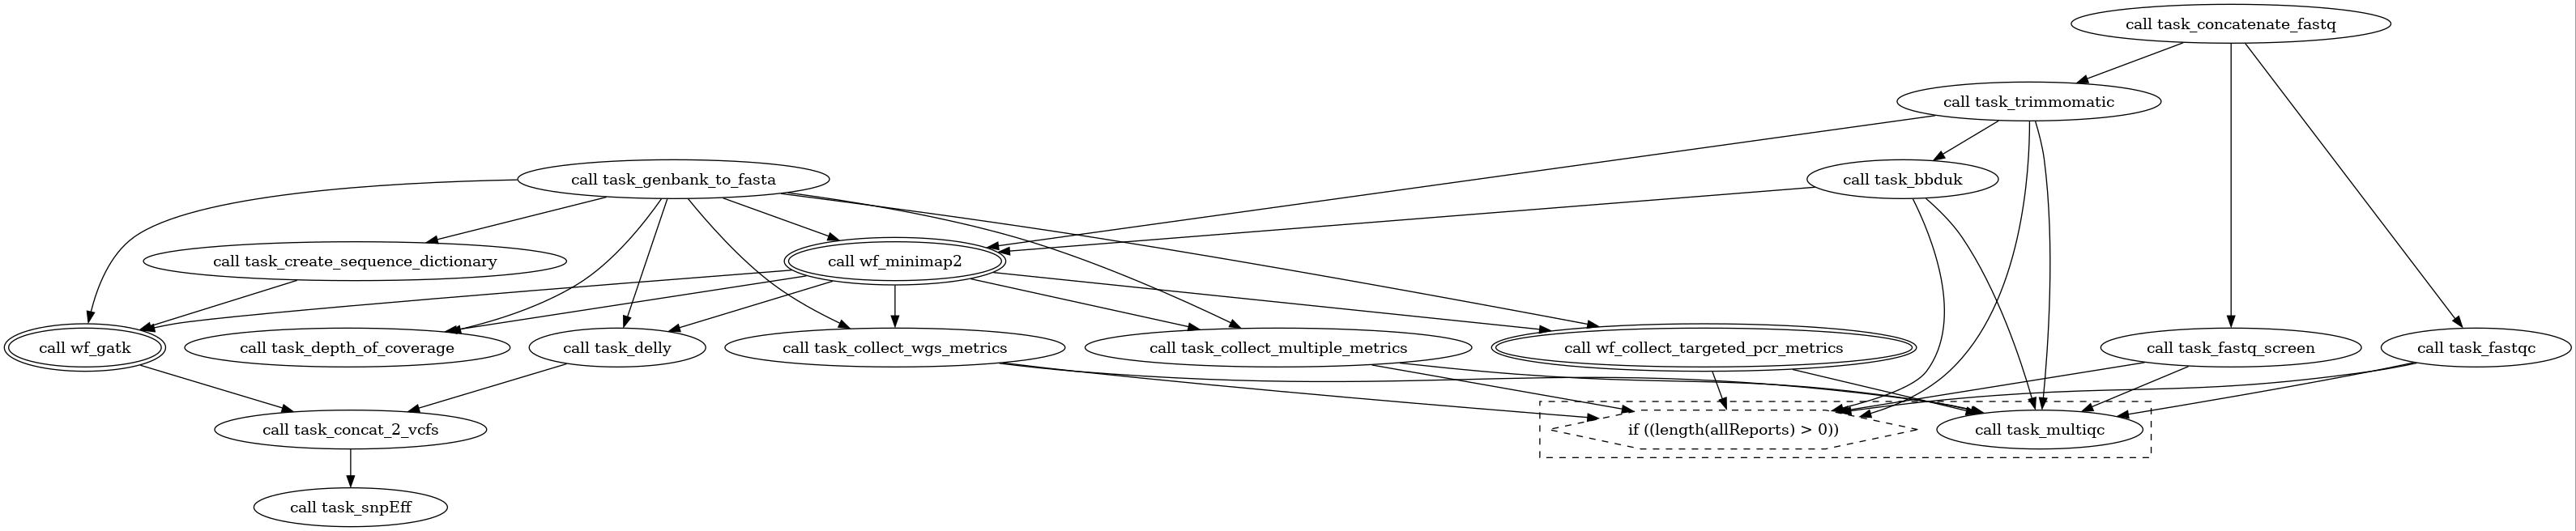 call task_concatenate_fastq
call task_trimmomatic
call task_genbank_to_fasta
call task_bbduk
call task_create_sequence_dictionary
call wf_minimap2
call wf_gatk
call task_depth_of_coverage
call task_delly
call task_collect_wgs_metrics
call task_collect_multiple_metrics
call wf_collect_targeted_pcr_metrics
call task_fastq_screen
call task_fastqc
call task_concat_2_vcfs
if ((length(allReports) > 0))
call task_multiqc
call task_snpEff